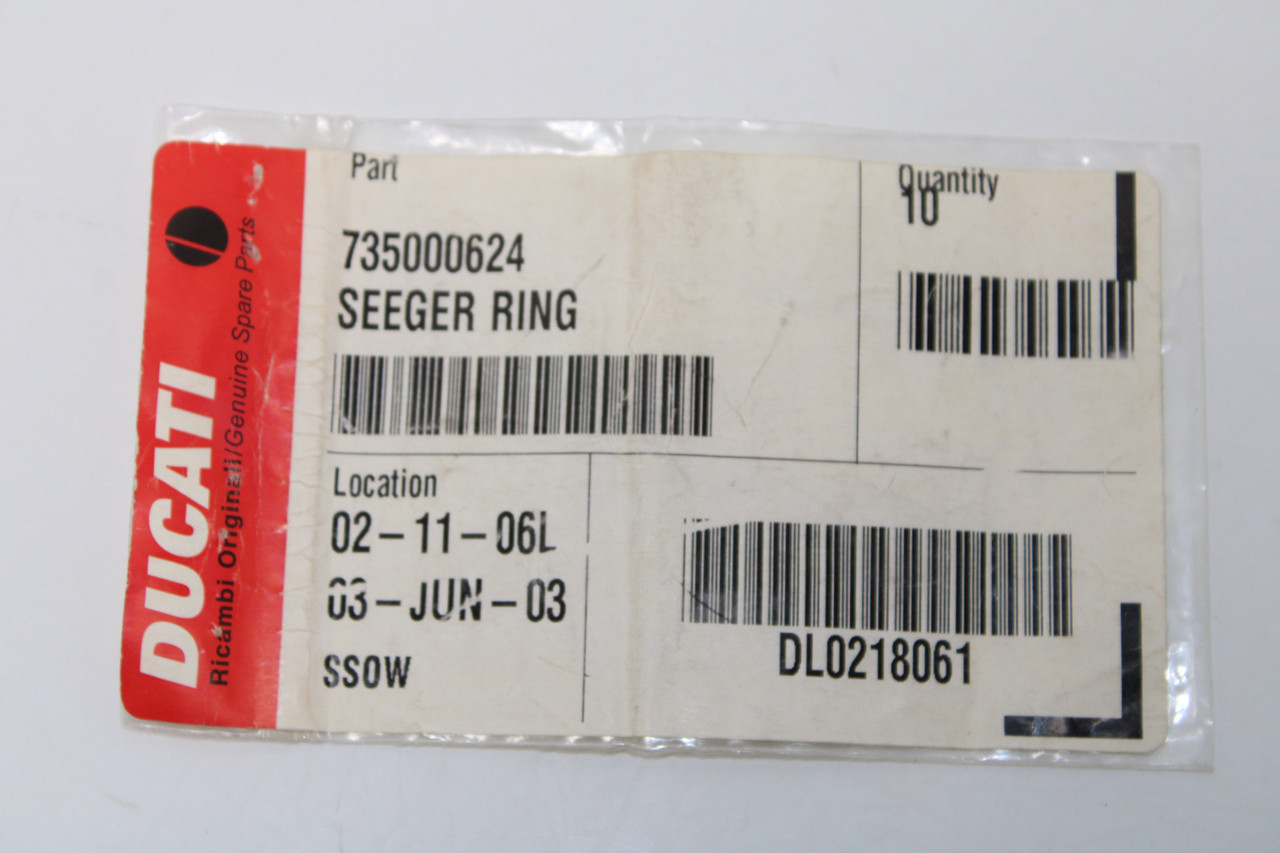 DUCATI
Ricambi Originali/Genuine Spare Parts
Part
735000624
SEEGER RING
Quantity
10
Location
02-11-06L
03-JUN-03
SSOW
DL0218061